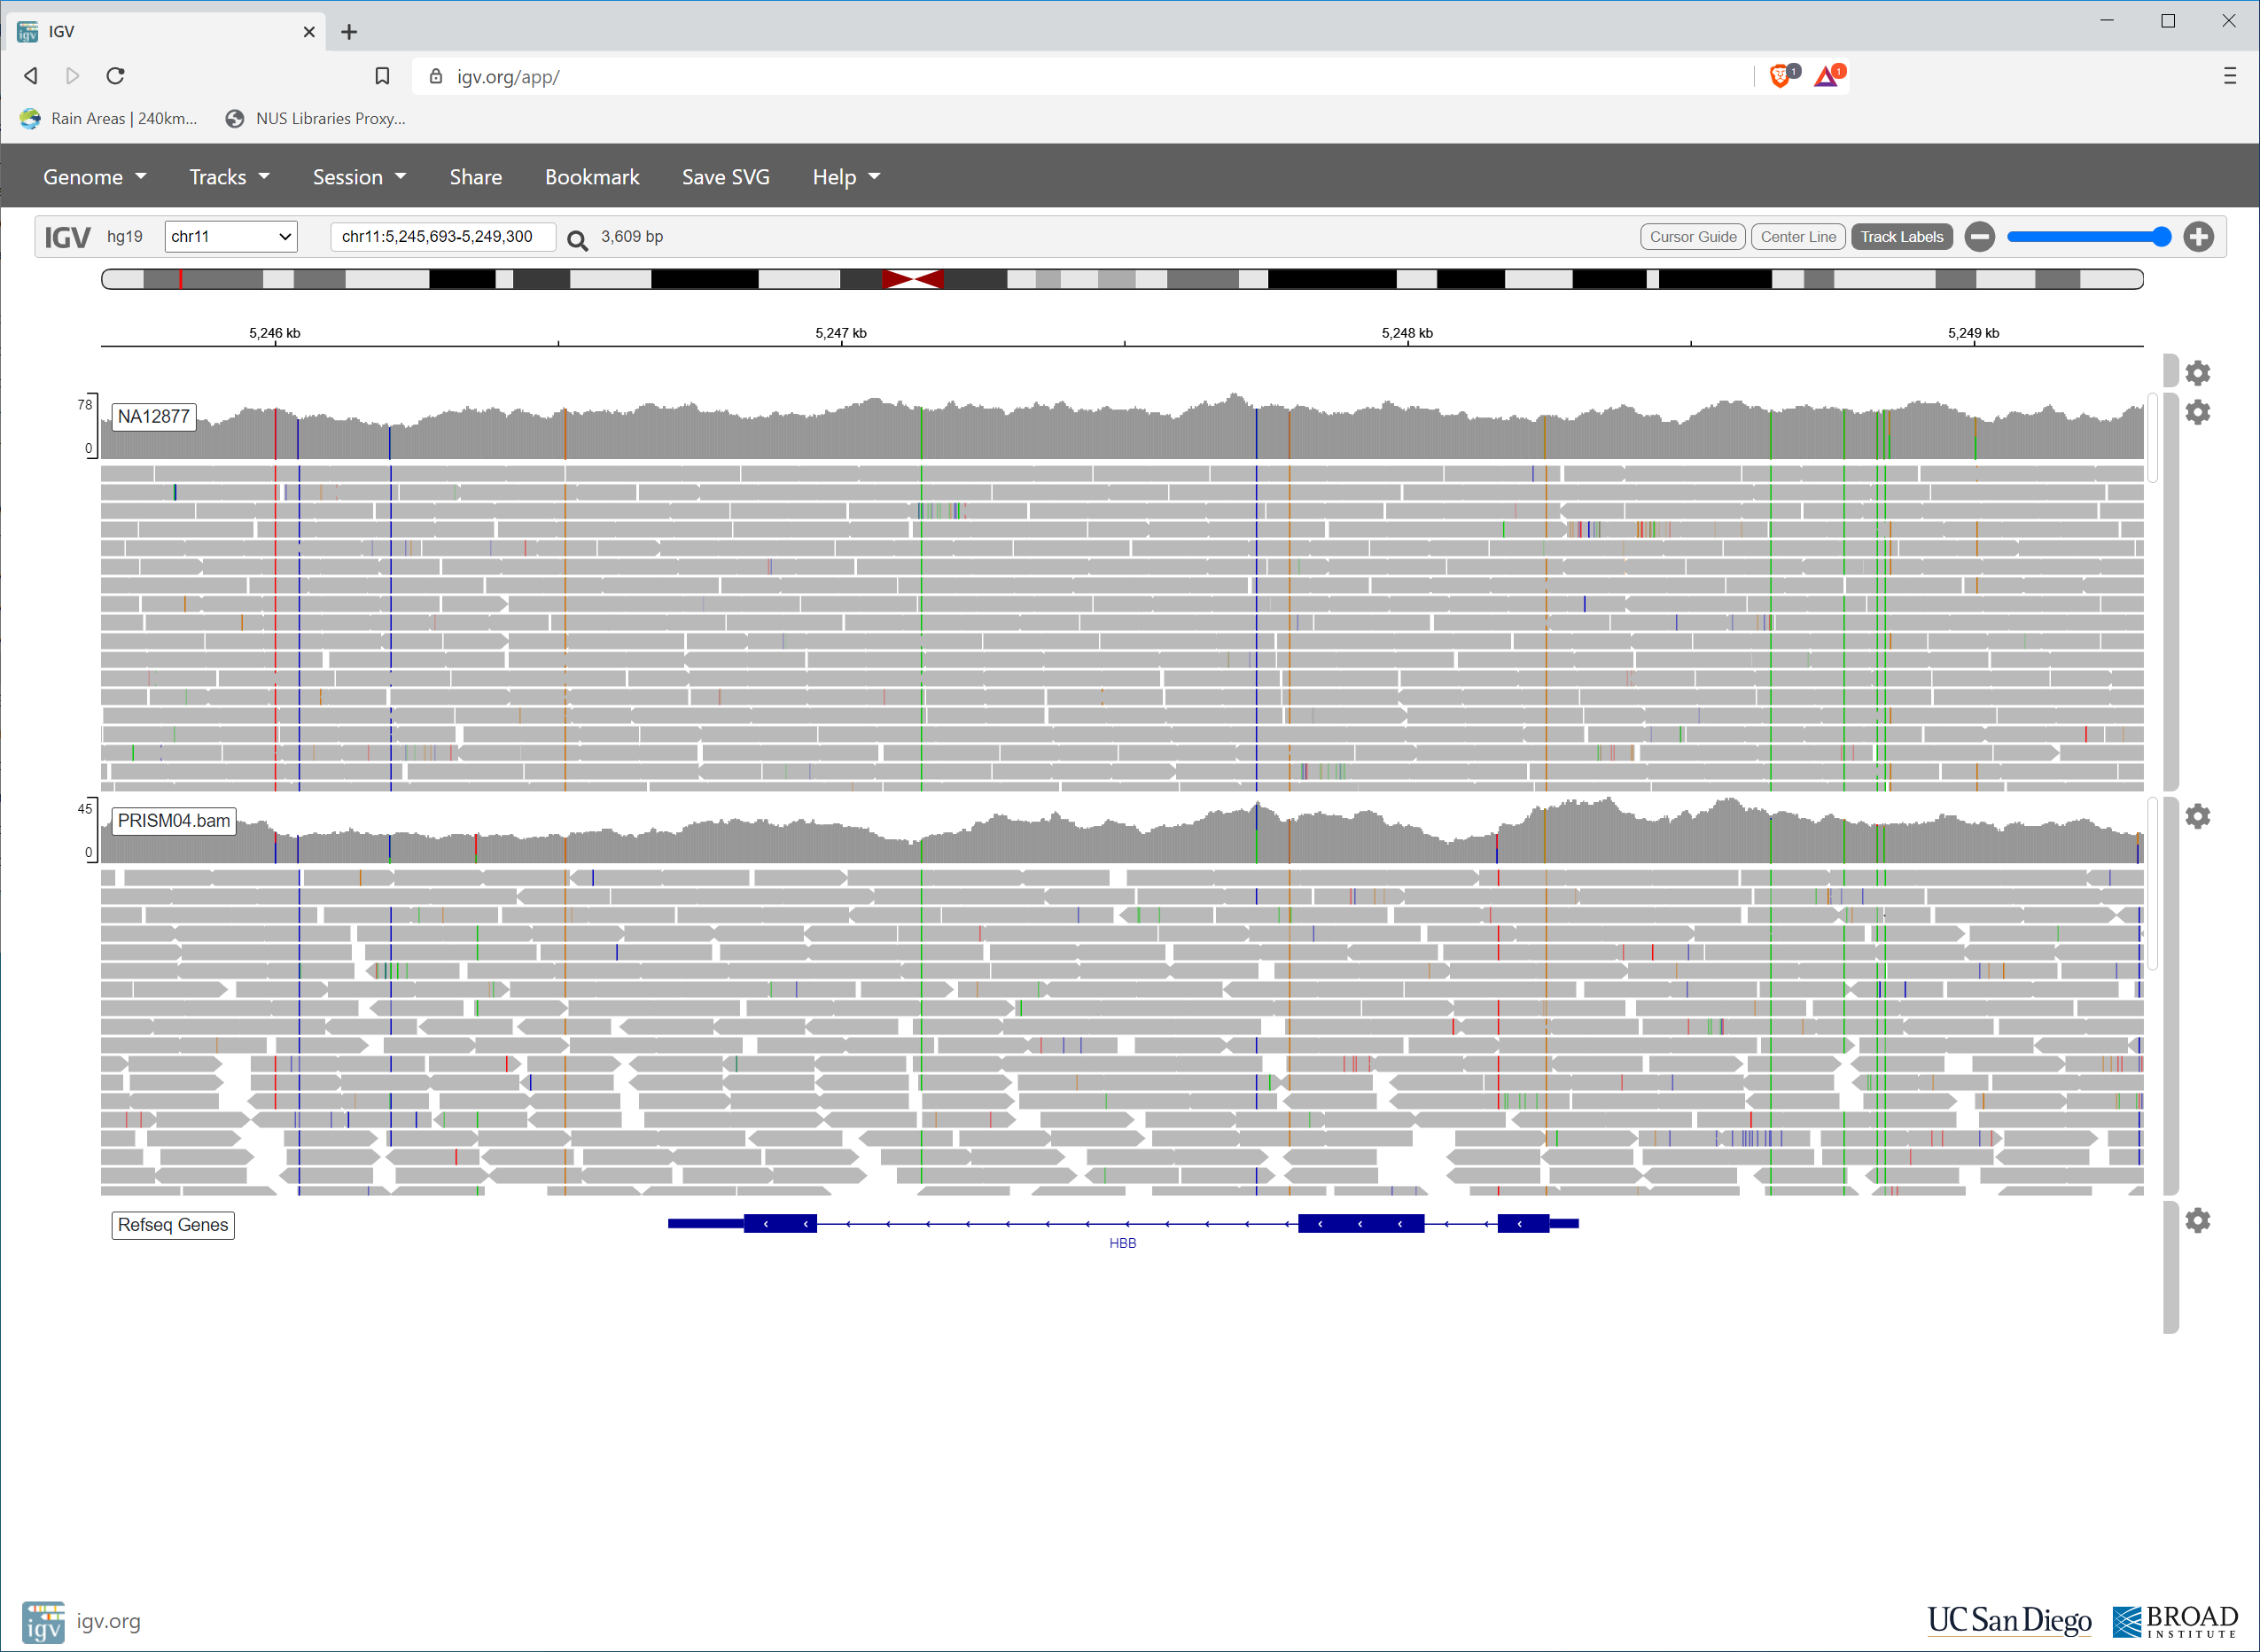 IGV
igv.org/app/
1
1
Rain Areas | 240km...
NUS Libraries Proxy...
Genome
Tracks
Session
Share
Bookmark
Save SVG
Help
IGV
hg19
chr11
chr11:5,245,693-5,249,300
3,609 bp
Cursor Guide
Center Line
Track Labels
5,246 kb
5,247 kb
5,248 kb
5,249 kb
78
NA12877
0
45
PRISM04.bam
0
Refseq Genes
HBB
igv
igv.org
UC San Diego
BROAD
INSTITUTE